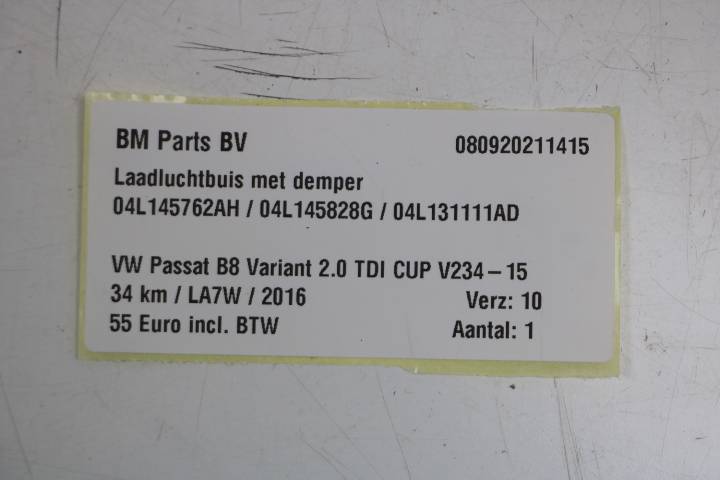 BM Parts BV 080920211415
Laadluchtbuis met demper
04L145762AH / 04L145828G / 04L131111AD
VW Passat B8 Variant 2.0 TDI CUP V234-15
34 km / LA7W / 2016 Verz: 10
55 Euro incl. BTW Aantal: 1